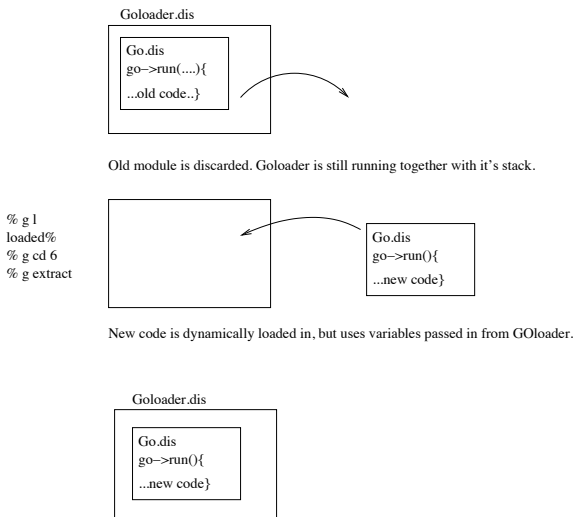 Goloader.dis
Go.dis
go−>run(....){
...old code..}
Old module is discarded. Goloader is still running together with it's stack.
% g l
loaded%
% g cd 6
% g extract
Go.dis
go−>run(){
...new code}
New code is dynamically loaded in, but uses variables passed in from GOloader.
Goloader.dis
Go.dis
go−>run(){
...new code}